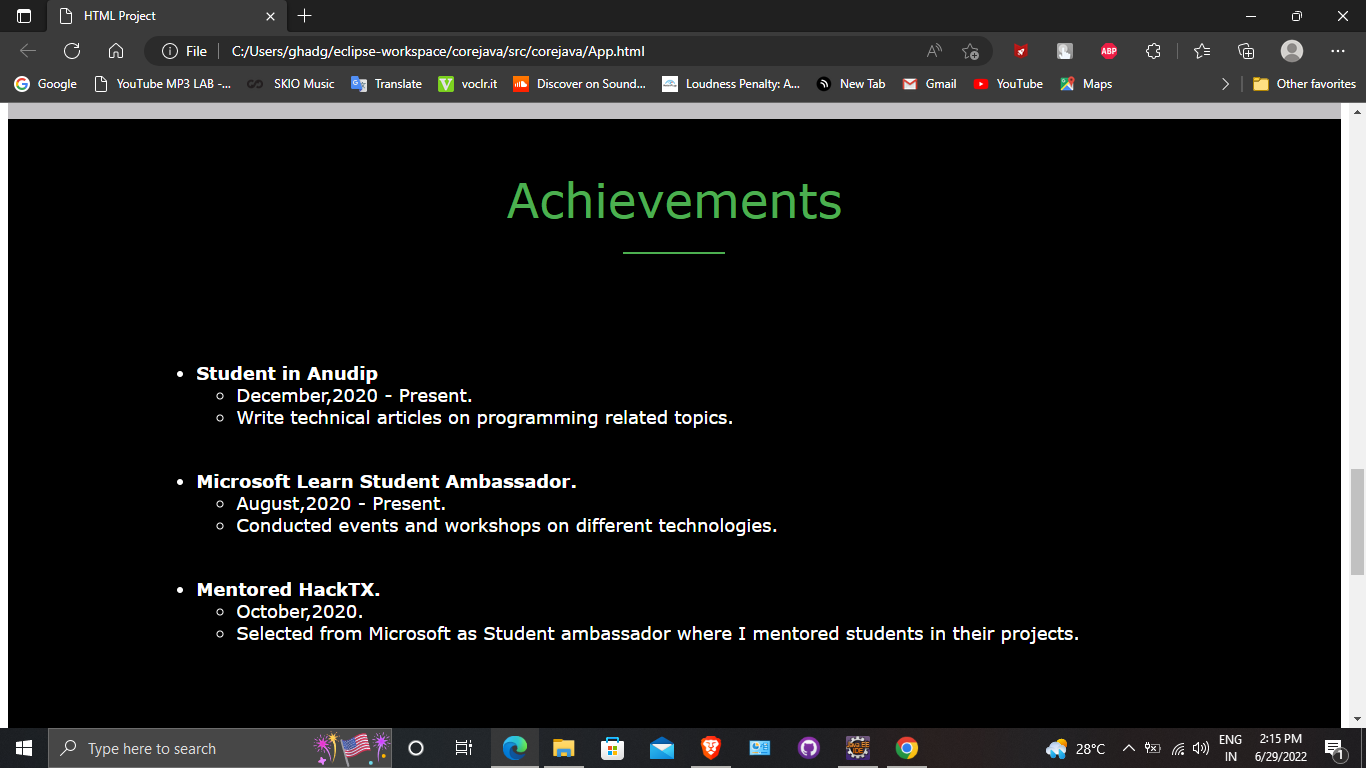 HTML Project
File
C:/Users/ghadg/eclipse-workspace/corejava/src/corejava/App.html
ABP
Google
YouTube MP3 LAB -...
SKIO Music
Translate
voclr.it
Discover on Sound...
Loudness Penalty: A...
New Tab
Gmail
YouTube
Maps
Other favorites
Achievements
Student in Anudip
December,2020 - Present.
Write technical articles on programming related topics.
Microsoft Learn Student Ambassador.
August,2020 - Present.
Conducted events and workshops on different technologies.
Mentored HackTX.
October,2020.
Selected from Microsoft as Student ambassador where I mentored students in their projects.
Type here to search
28°C
ENG
IN
2:15 PM
6/29/2022
1